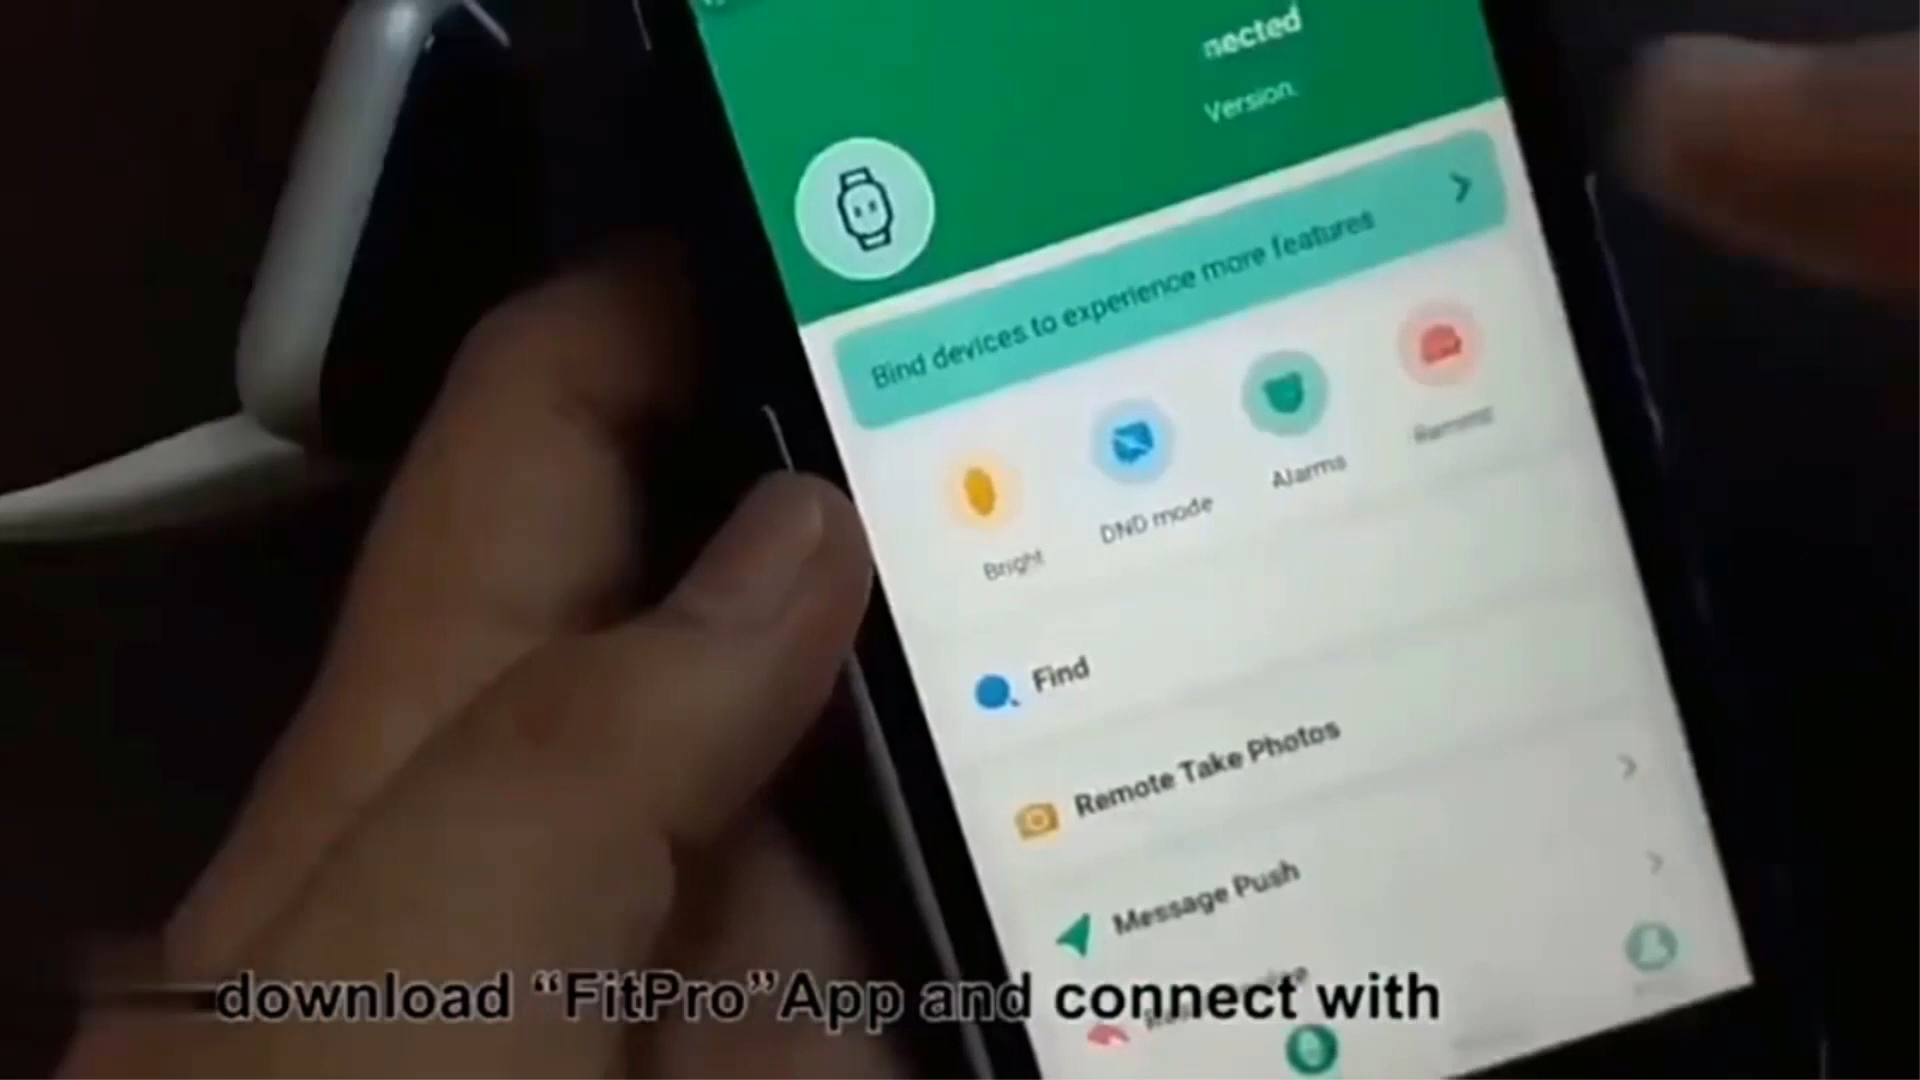 nected
Version.
Bind devices to experience more features
Bright
DND mode
Alarms
Find
Remote Take Photos
Message Push
download “FitPro”App and connect with